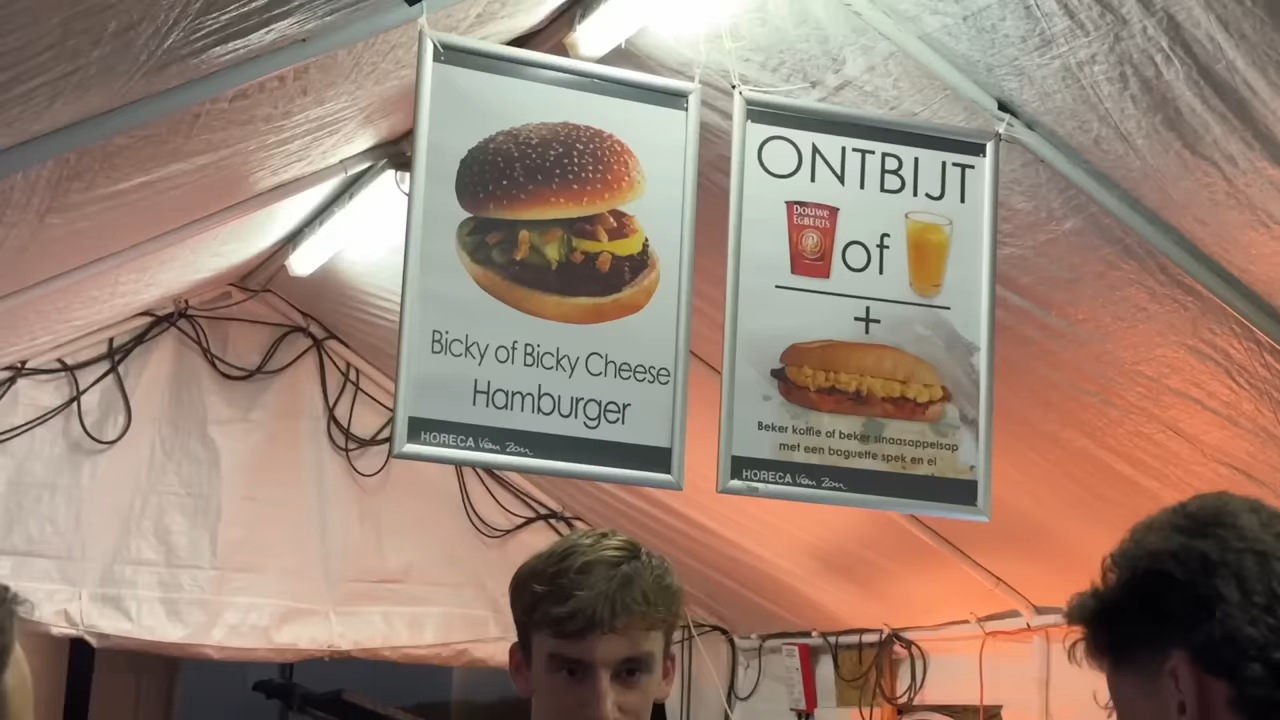 Bicky of Bicky Cheese
Hamburger
HORECA Van Zon
ONTBIJT
DOUWE
EGBERTS
of
+
Beker koffie of beker sinaasappelsap
met een baguette spek en ei
HORECA Van Zon